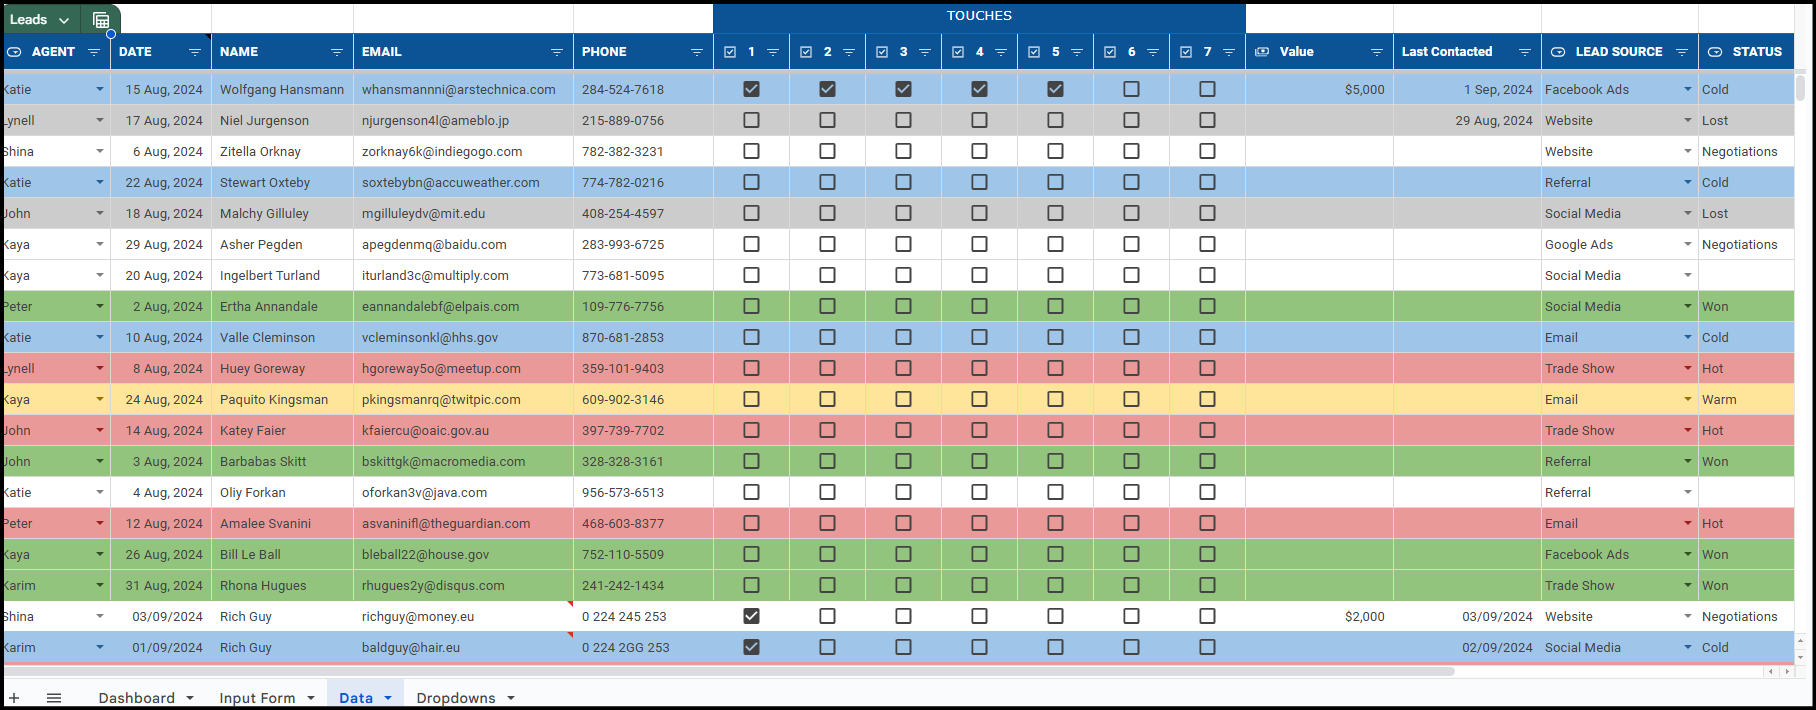 Leads
TOUCHES
AGENT DATE NAME EMAIL PHONE 1 2 3 4 5 6 7 Value Last Contacted LEAD SOURCE STATUS
Katie 15 Aug, 2024 Wolfgang Hansmann whansmannni@arstechnica.com 284-524-7618 $5,000 1 Sep, 2024 Facebook Ads Cold
Lynell 17 Aug, 2024 Niel Jurgenson njurgenson4l@ameblo.jp 215-889-0756 29 Aug, 2024 Website Lost
Shina 6 Aug, 2024 Zitella Orknay zorknay6k@indiegogo.com 782-382-3231 Website Negotiations
Katie 22 Aug, 2024 Stewart Oxteby soxtebybn@accuweather.com 774-782-0216 Referral Cold
John 18 Aug, 2024 Malchy Gilluley mgilluleydv@mit.edu 408-254-4597 Social Media Lost
Kaya 29 Aug, 2024 Asher Pegden apegdenmq@baidu.com 283-993-6725 Google Ads Negotiations
Kaya 20 Aug, 2024 Ingelbert Turland iturland3c@multiply.com 773-681-5095 Social Media
Peter 2 Aug, 2024 Ertha Annandale eannandalebf@elpais.com 109-776-7756 Social Media Won
Katie 10 Aug, 2024 Valle Cleminson vcleminsonkl@hhs.gov 870-681-2853 Email Cold
Lynell 8 Aug, 2024 Huey Goreway hgoreway5o@meetup.com 359-101-9403 Trade Show Hot
Kaya 24 Aug, 2024 Paquito Kingsman pkingsmanrq@twitpic.com 609-902-3146 Email Warm
John 14 Aug, 2024 Katey Faier kfaiercu@oaic.gov.au 397-739-7702 Trade Show Hot
John 3 Aug, 2024 Barbabas Skitt bskittgk@macromedia.com 328-328-3161 Referral Won
Katie 4 Aug, 2024 Oliy Forkan oforkan3v@java.com 956-573-6513 Referral
Peter 12 Aug, 2024 Amalee Svanini asvaninifl@theguardian.com 468-603-8377 Email Hot
Kaya 26 Aug, 2024 Bill Le Ball bleball22@house.gov 752-110-5509 Facebook Ads Won
Karim 31 Aug, 2024 Rhona Hugues rhugues2y@disqus.com 241-242-1434 Trade Show Won
Shina 03/09/2024 Rich Guy richguy@money.eu 0 224 245 253 $2,000 03/09/2024 Website Negotiations
Karim 01/09/2024 Rich Guy baldguy@hair.eu 0 224 2GG 253 02/09/2024 Social Media Cold
Dashboard Input Form Data Dropdowns